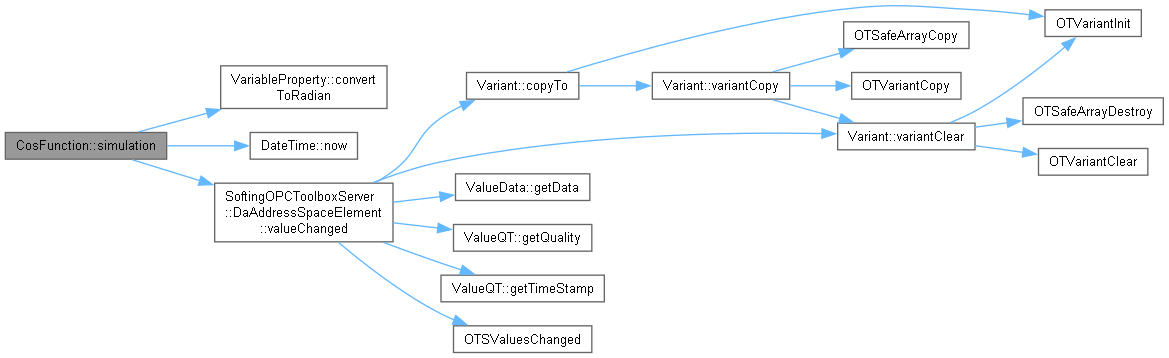 CosFunction::simulation
VariableProperty::convert
ToRadian
DateTime::now
SoftingOPCToolboxServer
::DaAddressSpaceElement
::valueChanged
Variant::copyTo
ValueData::getData
ValueQT::getQuality
ValueQT::getTimeStamp
OTSValuesChanged
Variant::variantCopy
OTSafeArrayCopy
OTVariantCopy
Variant::variantClear
OTVariantInit
OTSafeArrayDestroy
OTVariantClear